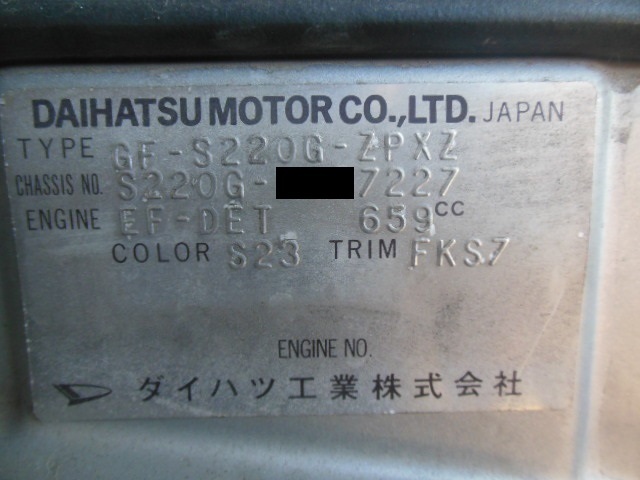 DAIHATSU MOTOR CO.,LTD. JAPAN
TYPE GF-S220G-ZPXZ
CHASSIS NO. S220G- 7227
ENGINE EF-DET 659cc
COLOR S23 TRIM FKS7
ENGINE NO.
ダイハツ工業株式会社